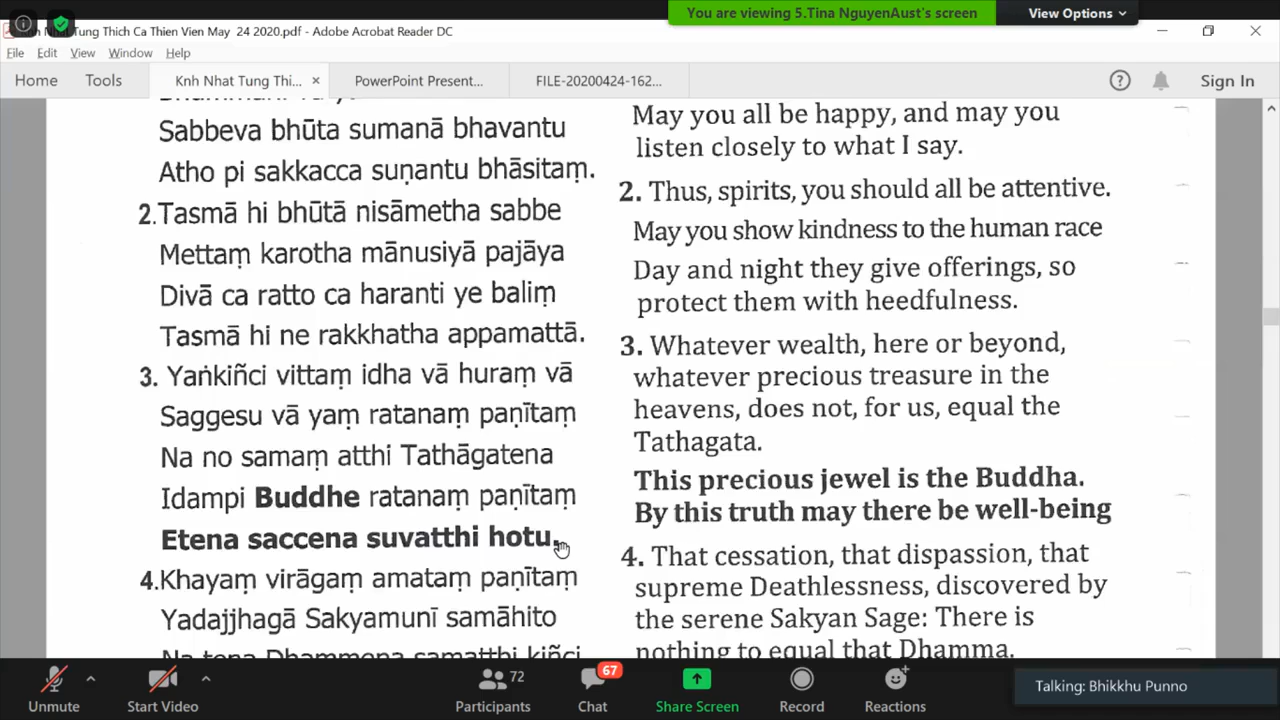 You are viewing 5.Tina NguyenAust's screen
View Options
Tung Thich Ca Thien Vien May 24 2020.pdf - Adobe Acrobat Reader DC
File Edit View Window Help
Home Tools Knh Nhat Tung Thi... × PowerPoint Present... FILE-20200424-162... Sign In
Sabbeva bhūta sumanā bhavantu
Atho pi sakkacca suṇantu bhāsitaṃ.
2.Tasmā hi bhūtā nisāmetha sabbe
Mettaṃ karotha mānusiyā pajāya
Divā ca ratto ca haranti ye baliṃ
Tasmā hi ne rakkhatha appamattā.
3. Yaṅkiñci vittaṃ idha vā huraṃ vā
Saggesu vā yaṃ ratanaṃ paṇītaṃ
Na no samaṃ atthi Tathāgatena
Idampi Buddhe ratanaṃ paṇītaṃ
Etena saccena suvatthi hotu.
4.Khayaṃ virāgaṃ amataṃ paṇītaṃ
Yadajjhagā Sakyamunī samāhito
Na tena Dhammena samatthi kiñci
May you all be happy, and may you
listen closely to what I say.
2. Thus, spirits, you should all be attentive.
May you show kindness to the human race
Day and night they give offerings, so
protect them with heedfulness.
3. Whatever wealth, here or beyond,
whatever precious treasure in the
heavens, does not, for us, equal the
Tathagata.
This precious jewel is the Buddha.
By this truth may there be well-being
4. That cessation, that dispassion, that
supreme Deathlessness, discovered by
the serene Sakyan Sage: There is
nothing to equal that Dhamma.
Unmute
Start Video
72
Participants
67
Chat
Share Screen
Record
Reactions
Talking: Bhikkhu Punno